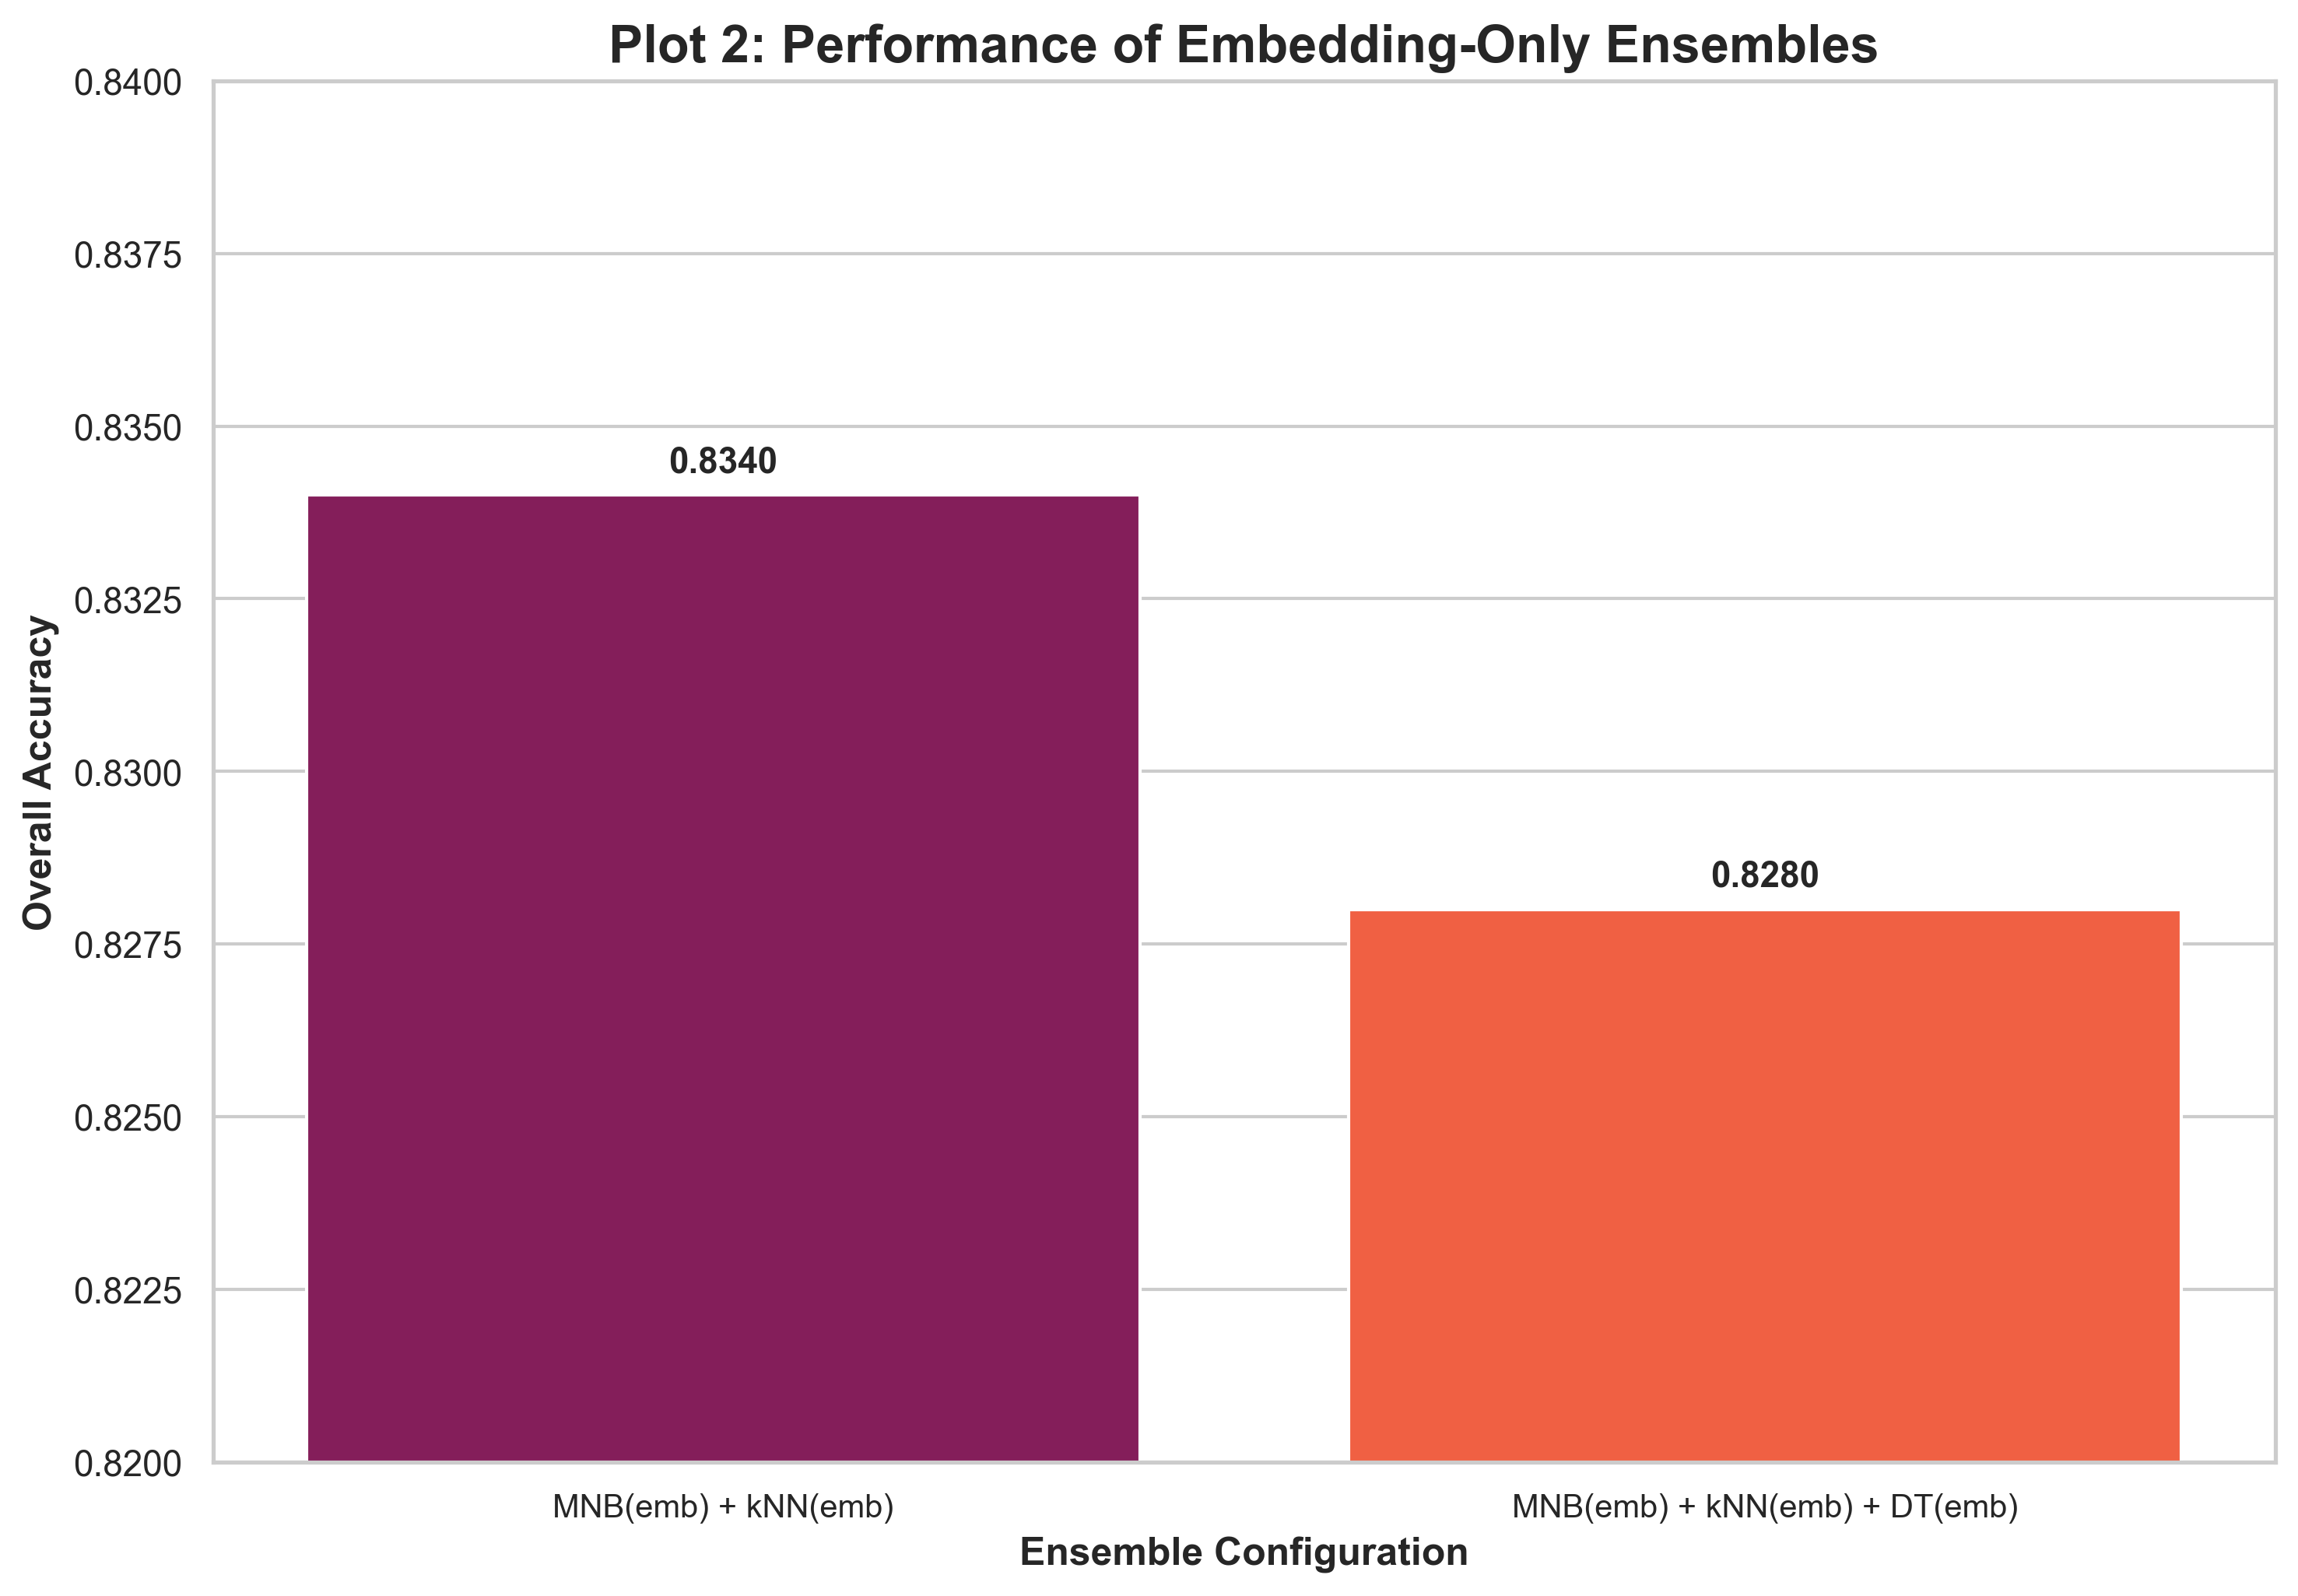 Plot 2: Performance of Embedding-Only Ensembles
0.8400
0.8375
0.8350
0.8325
0.8300
0.8275
0.8250
0.8225
0.8200
Overall Accuracy
0.8340
0.8280
MNB(emb) + kNN(emb)
MNB(emb) + kNN(emb) + DT(emb)
Ensemble Configuration